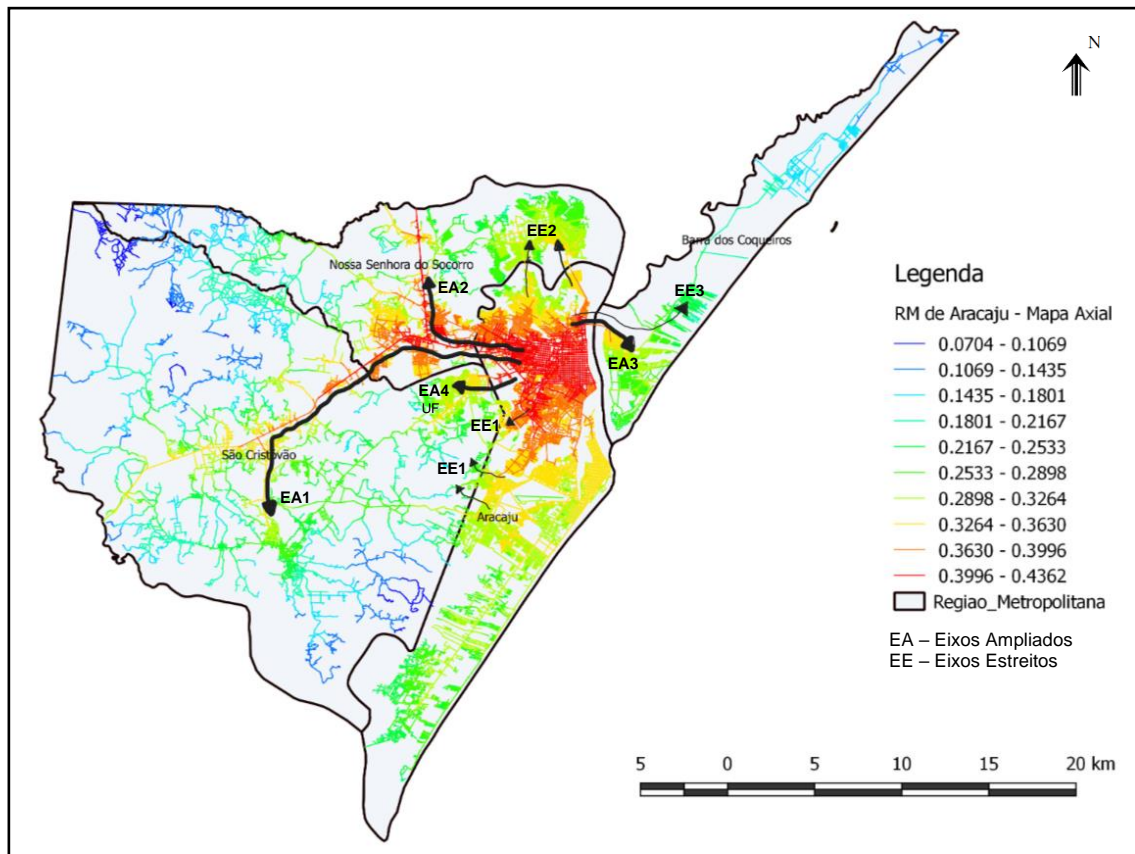 N
Barra dos Coqueiros
EE2
Nossa Senhora do Socorro
EA2
EE3
EA3
EA4
UF
EE1
São Cristovão
EE1
EA1
Aracaju
Legenda
RM de Aracaju - Mapa Axial
0.0704 - 0.1069
0.1069 - 0.1435
0.1435 - 0.1801
0.1801 - 0.2167
0.2167 - 0.2533
0.2533 - 0.2898
0.2898 - 0.3264
0.3264 - 0.3630
0.3630 - 0.3996
0.3996 - 0.4362
Regiao_Metropolitana
EA – Eixos Ampliados
EE – Eixos Estreitos
5 0 5 10 15 20 km